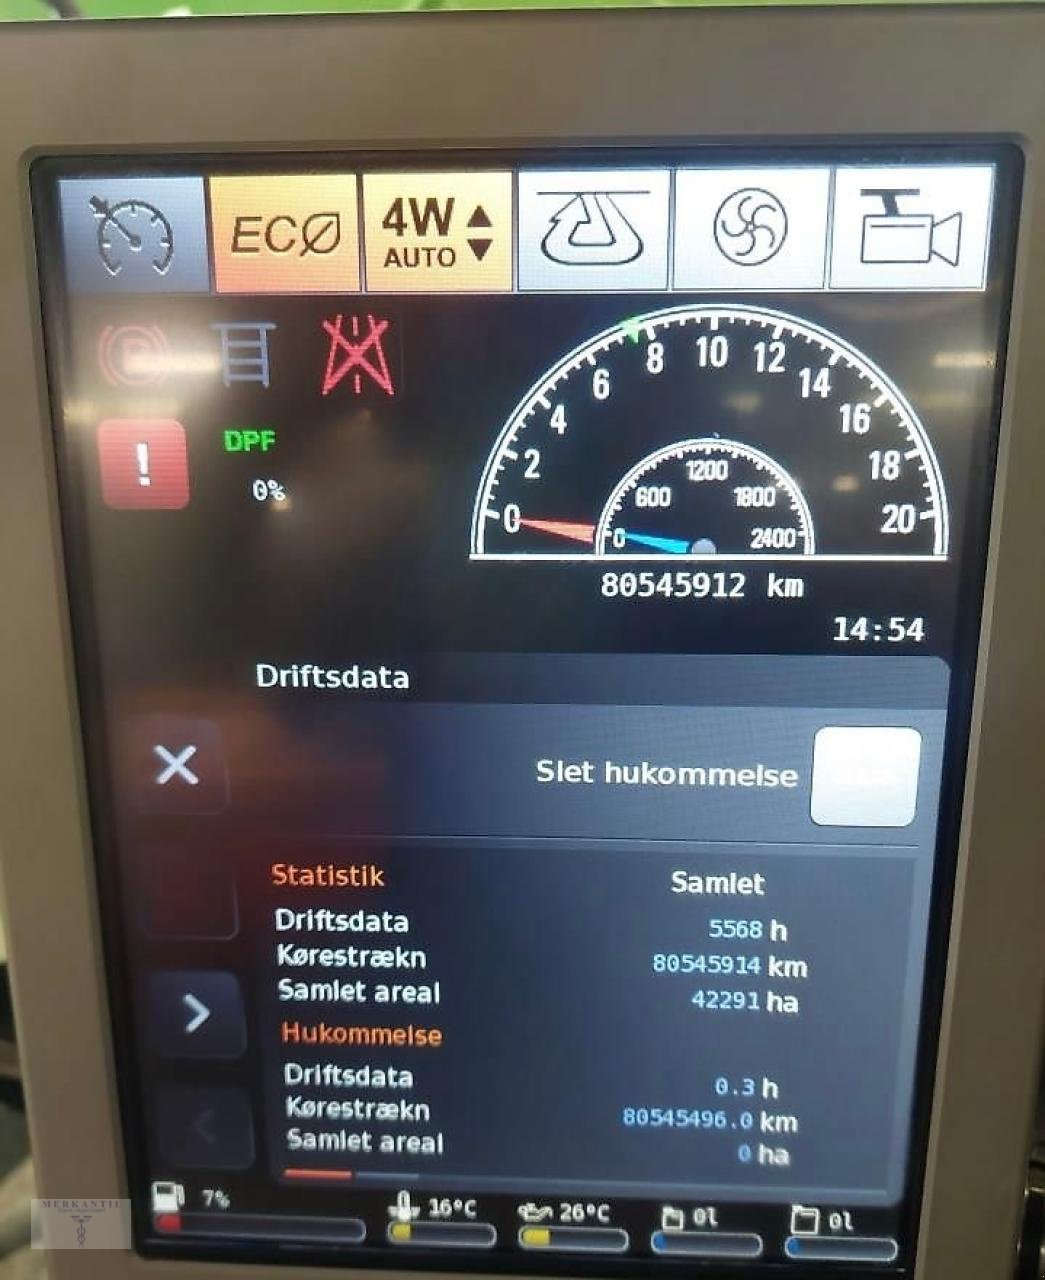 ECO
4W
AUTO
P
!
DPF
0%
0 2 4 6 8 10 12 14 16 18 20
0 600 1200 1800 2400
80545912 km
14:54
Driftsdata
Slet hukommelse
Statistik Samlet
Driftsdata 5568 h
Kørestrækn 80545914 km
Samlet areal 42291 ha
Hukommelse
Driftsdata 0.3 h
Kørestrækn 80545496.0 km
Samlet areal 0 ha
7% 16°C 26°C 0l 0l
MERKANTIL